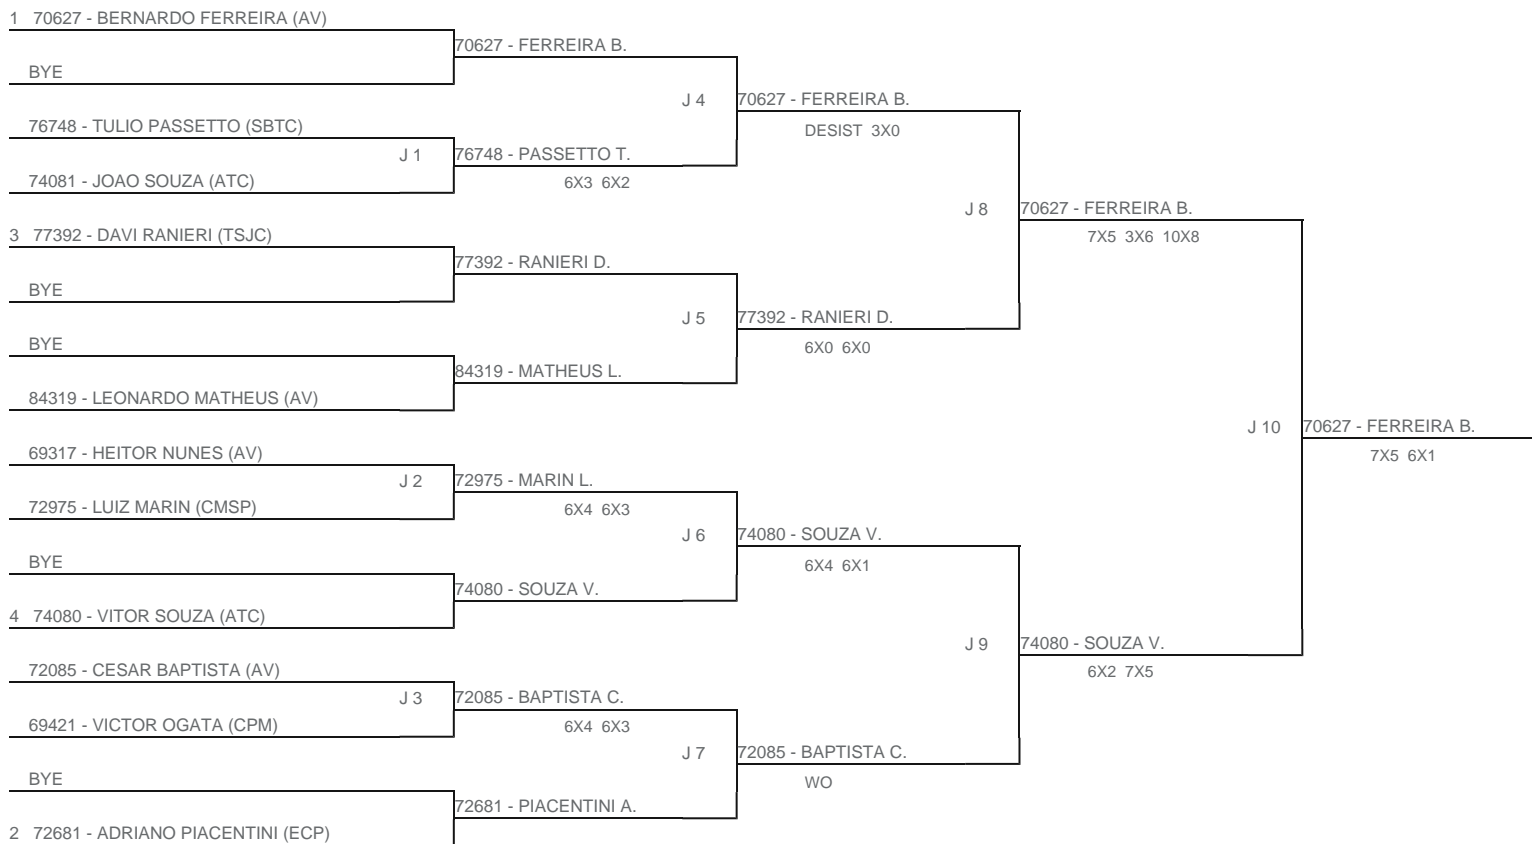 1 70627 - BERNARDO FERREIRA (AV)
70627 - FERREIRA B.
BYE
J 4
70627 - FERREIRA B.
DESIST 3X0
76748 - TULIO PASSETTO (SBTC)
J 1
76748 - PASSETTO T.
6X3 6X2
74081 - JOAO SOUZA (ATC)
J 8
70627 - FERREIRA B.
7X5 3X6 10X8
3 77392 - DAVI RANIERI (TSJC)
77392 - RANIERI D.
BYE
J 5
77392 - RANIERI D.
6X0 6X0
BYE
84319 - MATHEUS L.
84319 - LEONARDO MATHEUS (AV)
J 10
70627 - FERREIRA B.
7X5 6X1
69317 - HEITOR NUNES (AV)
J 2
72975 - MARIN L.
6X4 6X3
72975 - LUIZ MARIN (CMSP)
J 6
74080 - SOUZA V.
6X4 6X1
BYE
74080 - SOUZA V.
4 74080 - VITOR SOUZA (ATC)
J 9
74080 - SOUZA V.
6X2 7X5
72085 - CESAR BAPTISTA (AV)
J 3
72085 - BAPTISTA C.
6X4 6X3
69421 - VICTOR OGATA (CPM)
J 7
72085 - BAPTISTA C.
WO
BYE
72681 - PIACENTINI A.
2 72681 - ADRIANO PIACENTINI (ECP)